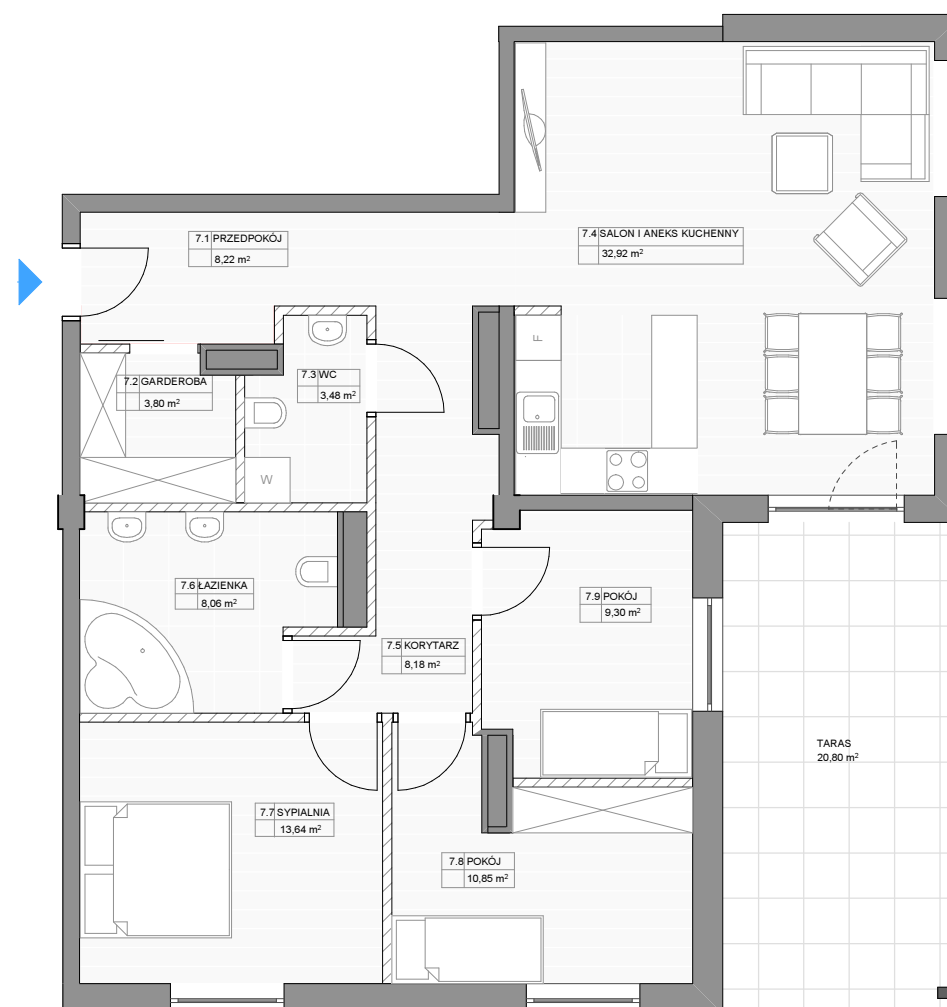 7.1 PRZEDPOKÓJ
8,22 m²
7.4 SALON I ANEKS KUCHENNY
32,92 m²
F
7.2 GARDEROBA
3,80 m²
7.3 WC
3,48 m²
W
7.6 ŁAZIENKA
8,06 m²
7.9 POKÓJ
9,30 m²
7.5 KORYTARZ
8,18 m²
TARAS
20,80 m²
7.7 SYPIALNIA
13,64 m²
7.8 POKÓJ
10,85 m²